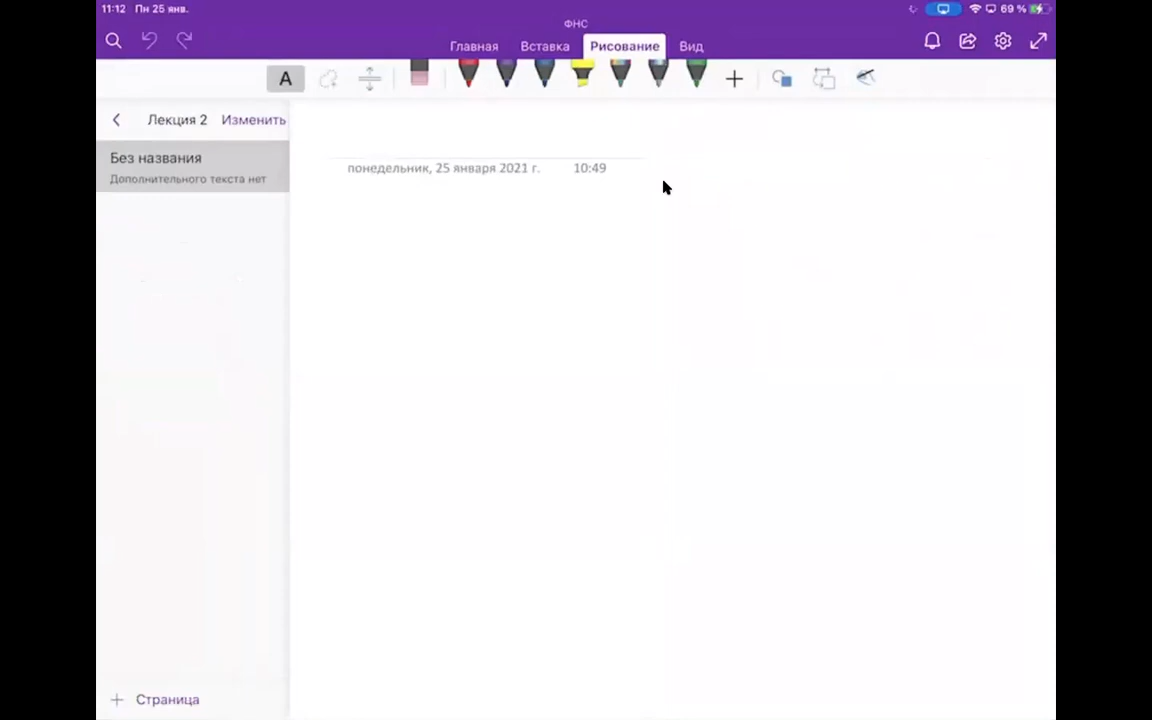 11:12 Пн 25 янв.
69 %
ФНС
Главная Вставка Рисование Вид
A
Лекция 2 Изменить
Без названия
Дополнительного текста нет
понедельник, 25 января 2021 г. 10:49
+ Страница